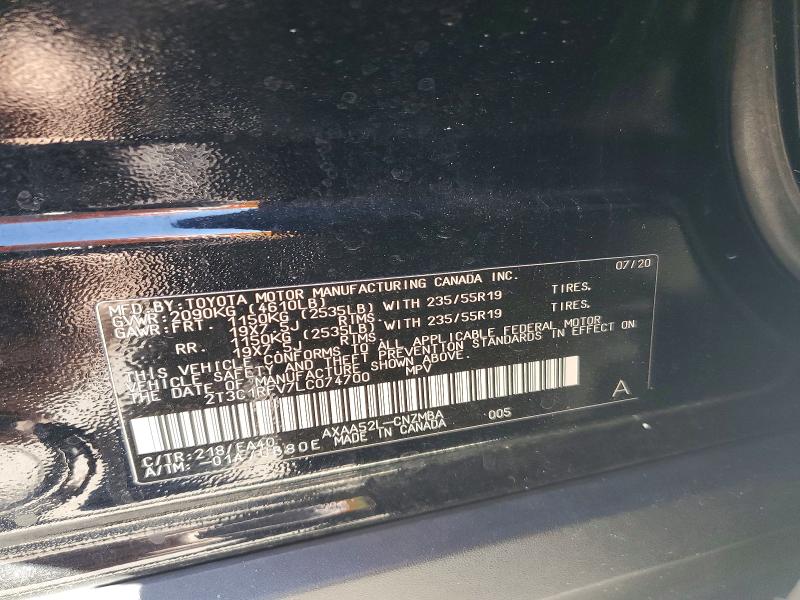 MFD.BY:TOYOTA MOTOR MANUFACTURING CANADA INC. 07/20
GVWR:2090KG (4610LB)
GAWR:FRT. 1150KG (2535LB) WITH 235/55R19 TIRES.
19X7.5J RIMS
RR. 1150KG (2535LB) WITH 235/55R19 TIRES.
19X7.5J RIMS
THIS VEHICLE CONFORMS TO ALL APPLICABLE FEDERAL MOTOR
VEHICLE SAFETY AND THEFT PREVENTION STANDARDS IN EFFECT ON
THE DATE OF MANUFACTURE SHOWN ABOVE.
2T3C1RFV7LC074700 MPV
A
C/TR:218/EA40 AXAA52L-CNZMBA 005
A/TM: MADE IN CANADA